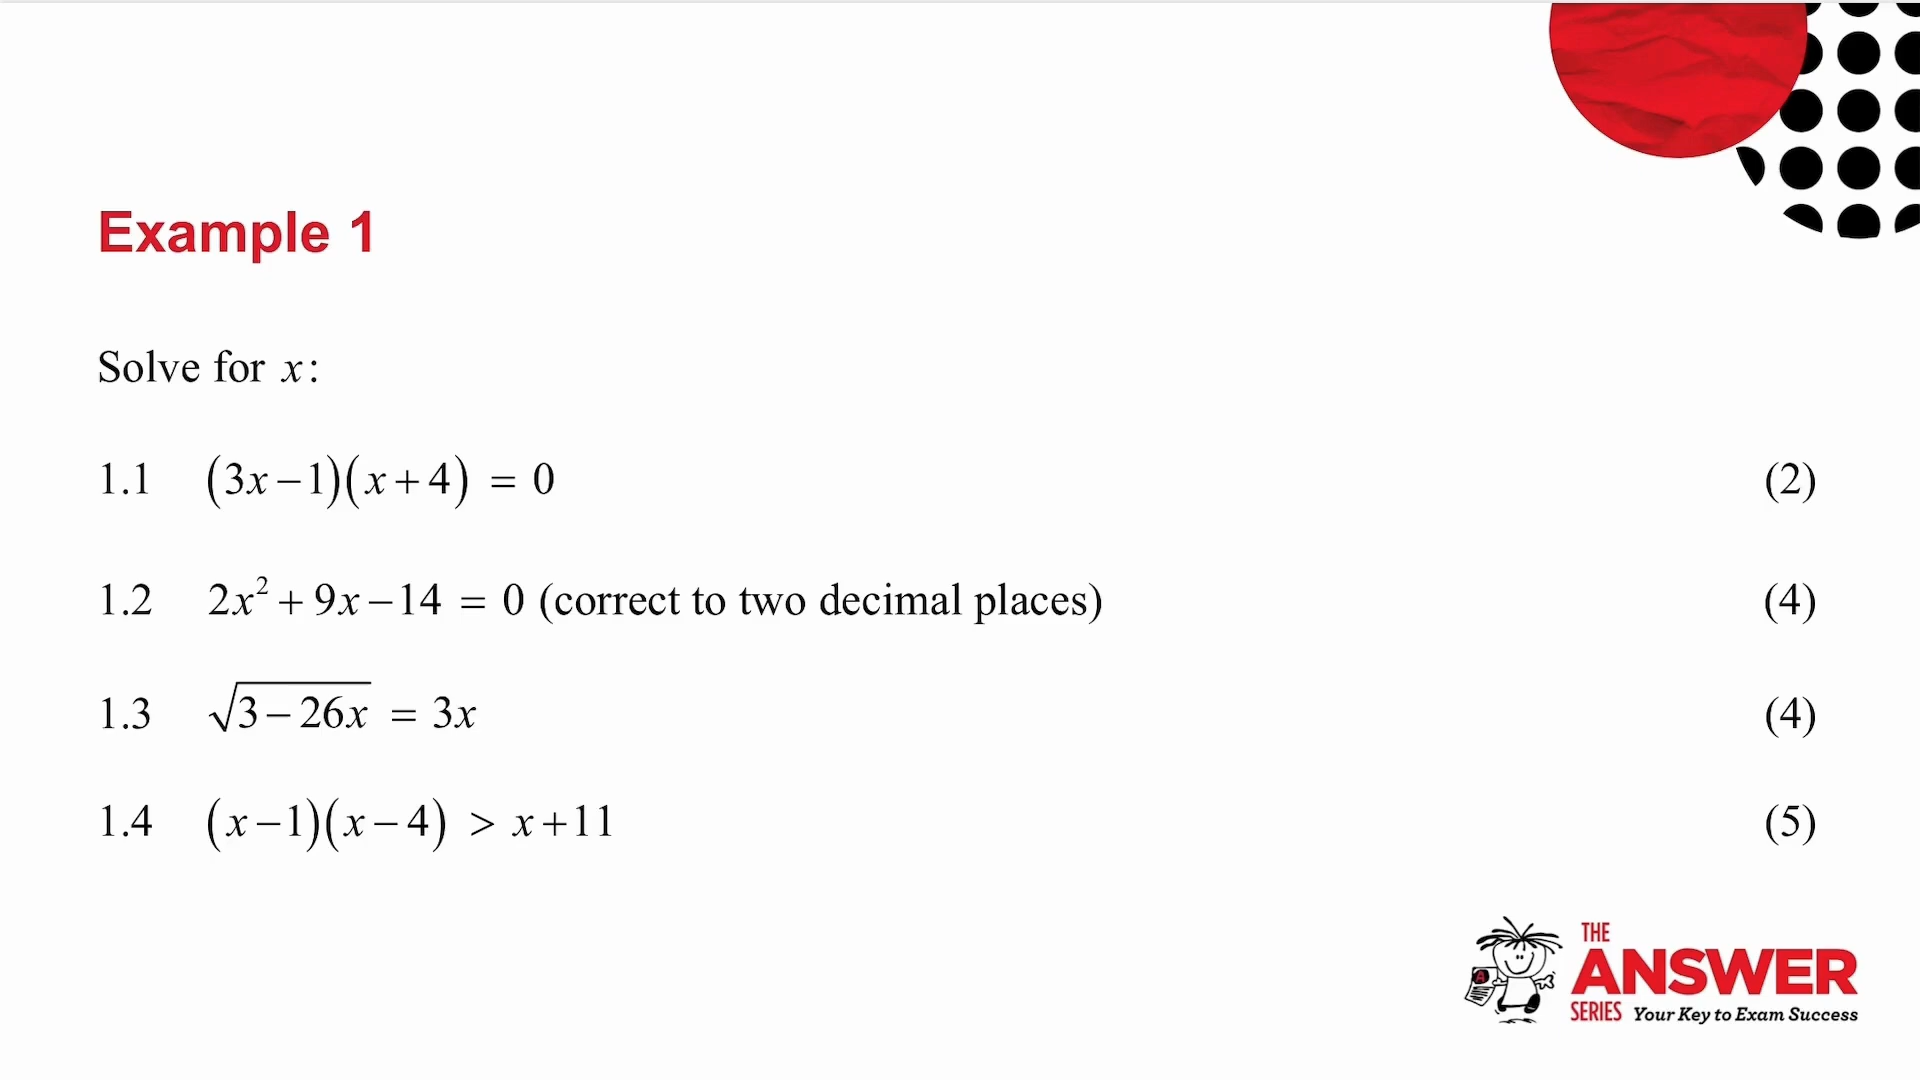 Example 1
Solve for x:
1.1 (3x−1)(x+4) = 0 (2)
1.2 2x²+9x−14 = 0 (correct to two decimal places) (4)
1.3 √(3−26x) = 3x (4)
1.4 (x−1)(x−4) > x+11 (5)
THE
ANSWER
SERIES Your Key to Exam Success